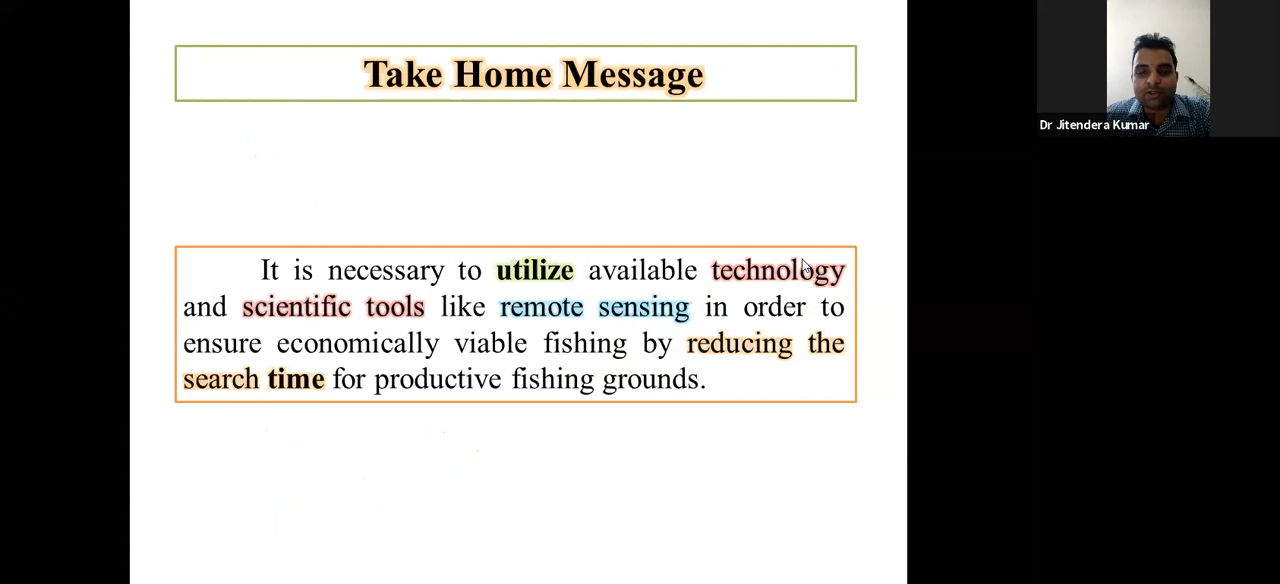 Take Home Message
Dr Jitendera Kumar
It is necessary to utilize available technology
and scientific tools like remote sensing in order to
ensure economically viable fishing by reducing the
search time for productive fishing grounds.